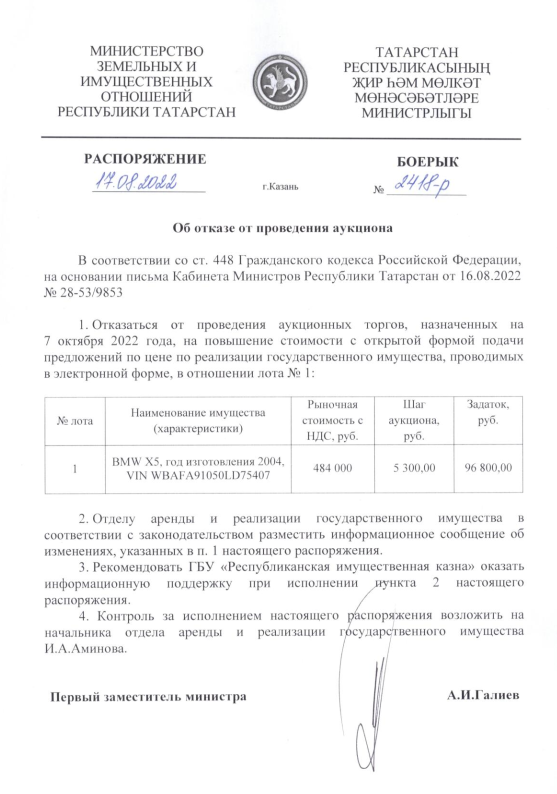 МИНИСТЕРСТВО
ЗЕМЕЛЬНЫХ И
ИМУЩЕСТВЕННЫХ
ОТНОШЕНИЙ
РЕСПУБЛИКИ ТАТАРСТАН
ТАТАРСТАН
РЕСПУБЛИКАСЫНЫҢ
ҖИР ҺӘМ МӨЛКӘТ
МӨНӘСӘБӘТЛӘРЕ
МИНИСТРЛЫГЫ
РАСПОРЯЖЕНИЕ
БОЕРЫК
17.08.2022
г.Казань
№ 2418-р
Об отказе от проведения аукциона
В соответствии со ст. 448 Гражданского кодекса Российской Федерации,
на основании письма Кабинета Министров Республики Татарстан от 16.08.2022
№ 28-53/9853
1. Отказаться от проведения аукционных торгов, назначенных на
7 октября 2022 года, на повышение стоимости с открытой формой подачи
предложений по цене по реализации государственного имущества, проводимых
в электронной форме, в отношении лота № 1:
№ лота
Наименование имущества
(характеристики)
Рыночная
стоимость с
НДС, руб.
Шаг
аукциона,
руб.
Задаток,
руб.
1
BMW X5, год изготовления 2004,
VIN WBAFA91050LD75407
484 000
5 300,00
96 800,00
2. Отделу аренды и реализации государственного имущества в
соответствии с законодательством разместить информационное сообщение об
изменениях, указанных в п. 1 настоящего распоряжения.
3. Рекомендовать ГБУ «Республиканская имущественная казна» оказать
информационную поддержку при исполнении пункта 2 настоящего
распоряжения.
4. Контроль за исполнением настоящего распоряжения возложить на
начальника отдела аренды и реализации государственного имущества
И.А.Аминова.
Первый заместитель министра
А.И.Галиев